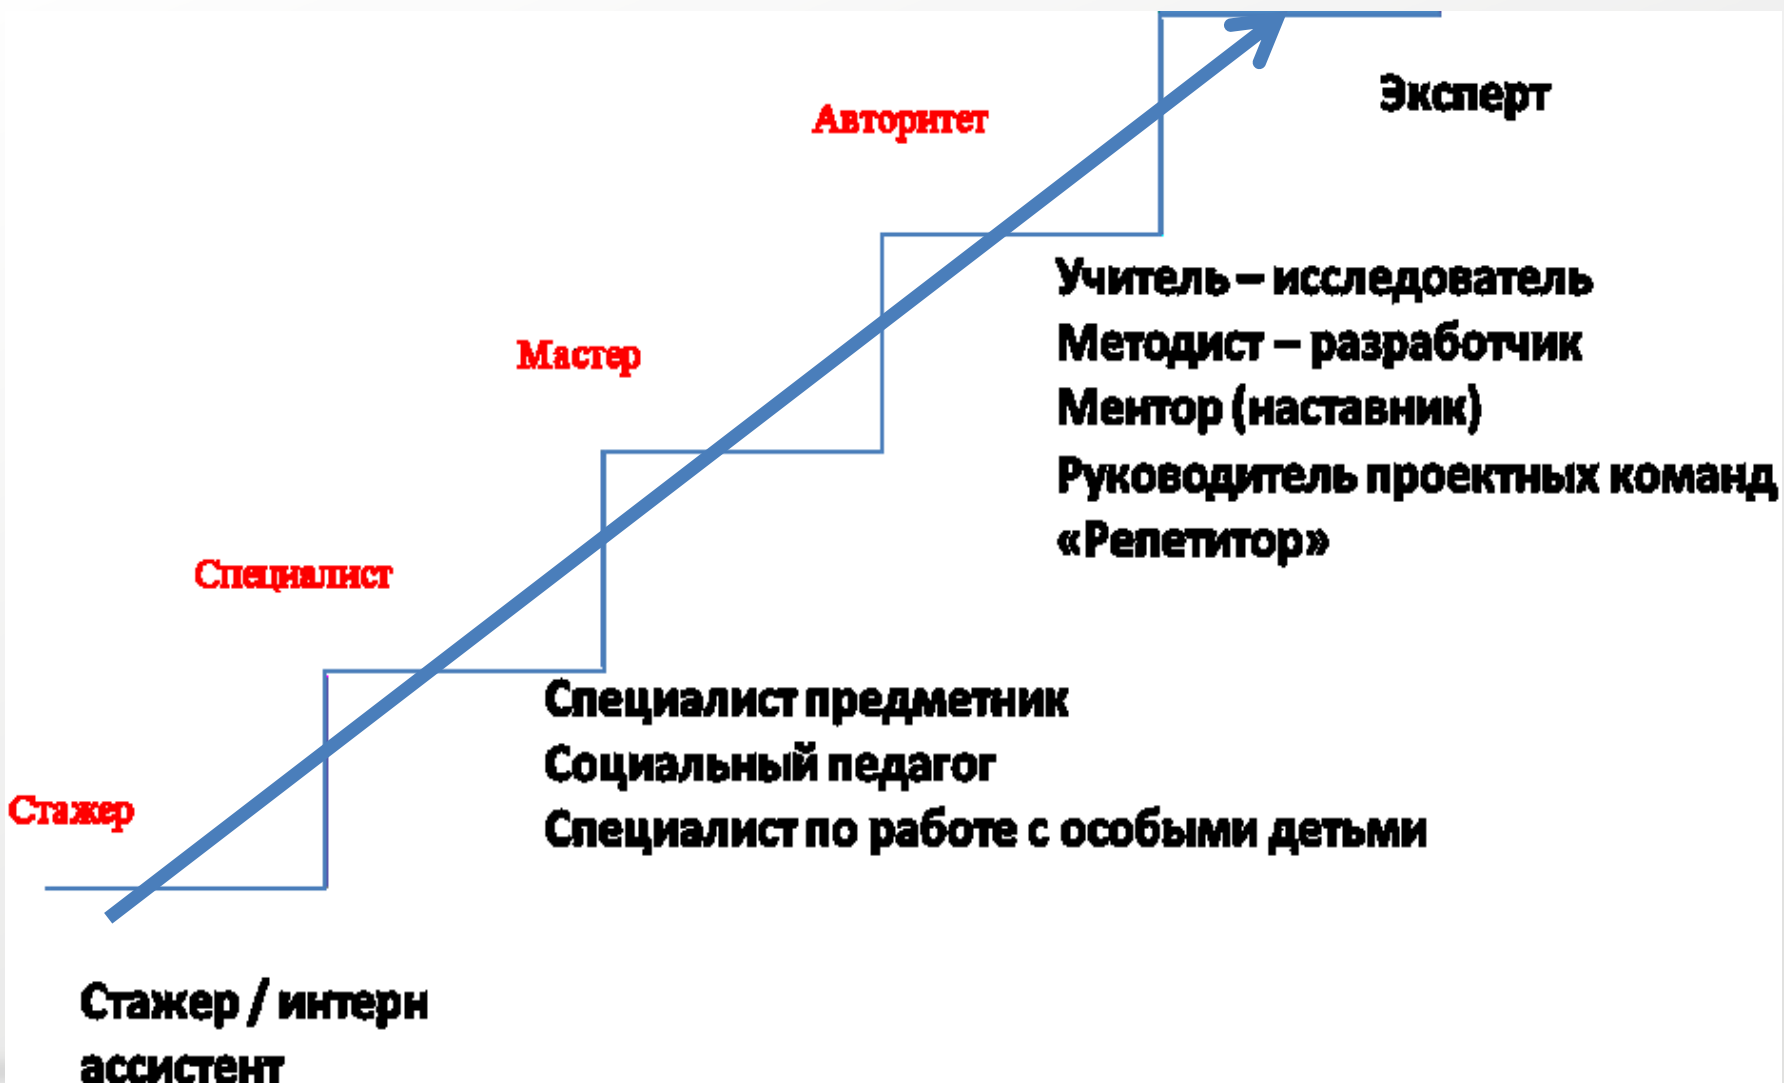 Эксперт
Авторитет
Учитель – исследователь
Методист – разработчик
Мастер
Ментор (наставник)
Руководитель проектных команд
«Репетитор»
Специалист
Специалист предметник
Социальный педагог
Стажер
Специалист по работе с особыми детьми
Стажер / интерн
ассистент